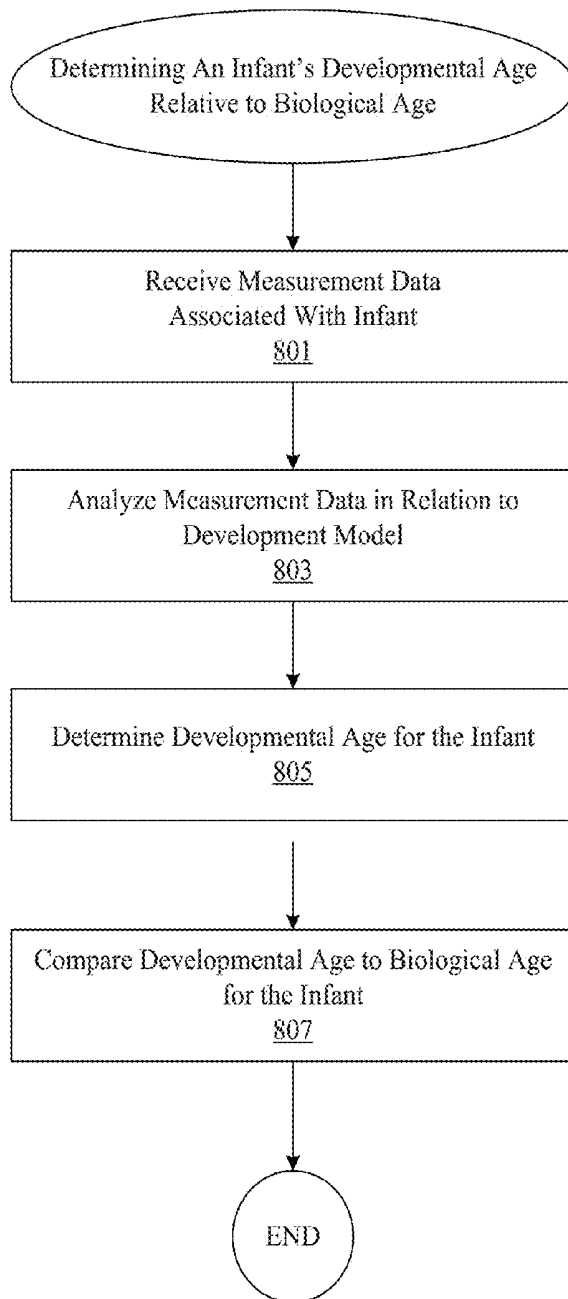 Determining An Infant's Developmental Age
Relative to Biological Age
Receive Measurement Data
Associated With Infant
801
Analyze Measurement Data in Relation to
Development Model
803
Determine Developmental Age for the Infant
805
Compare Developmental Age to Biological Age
for the Infant
807
END